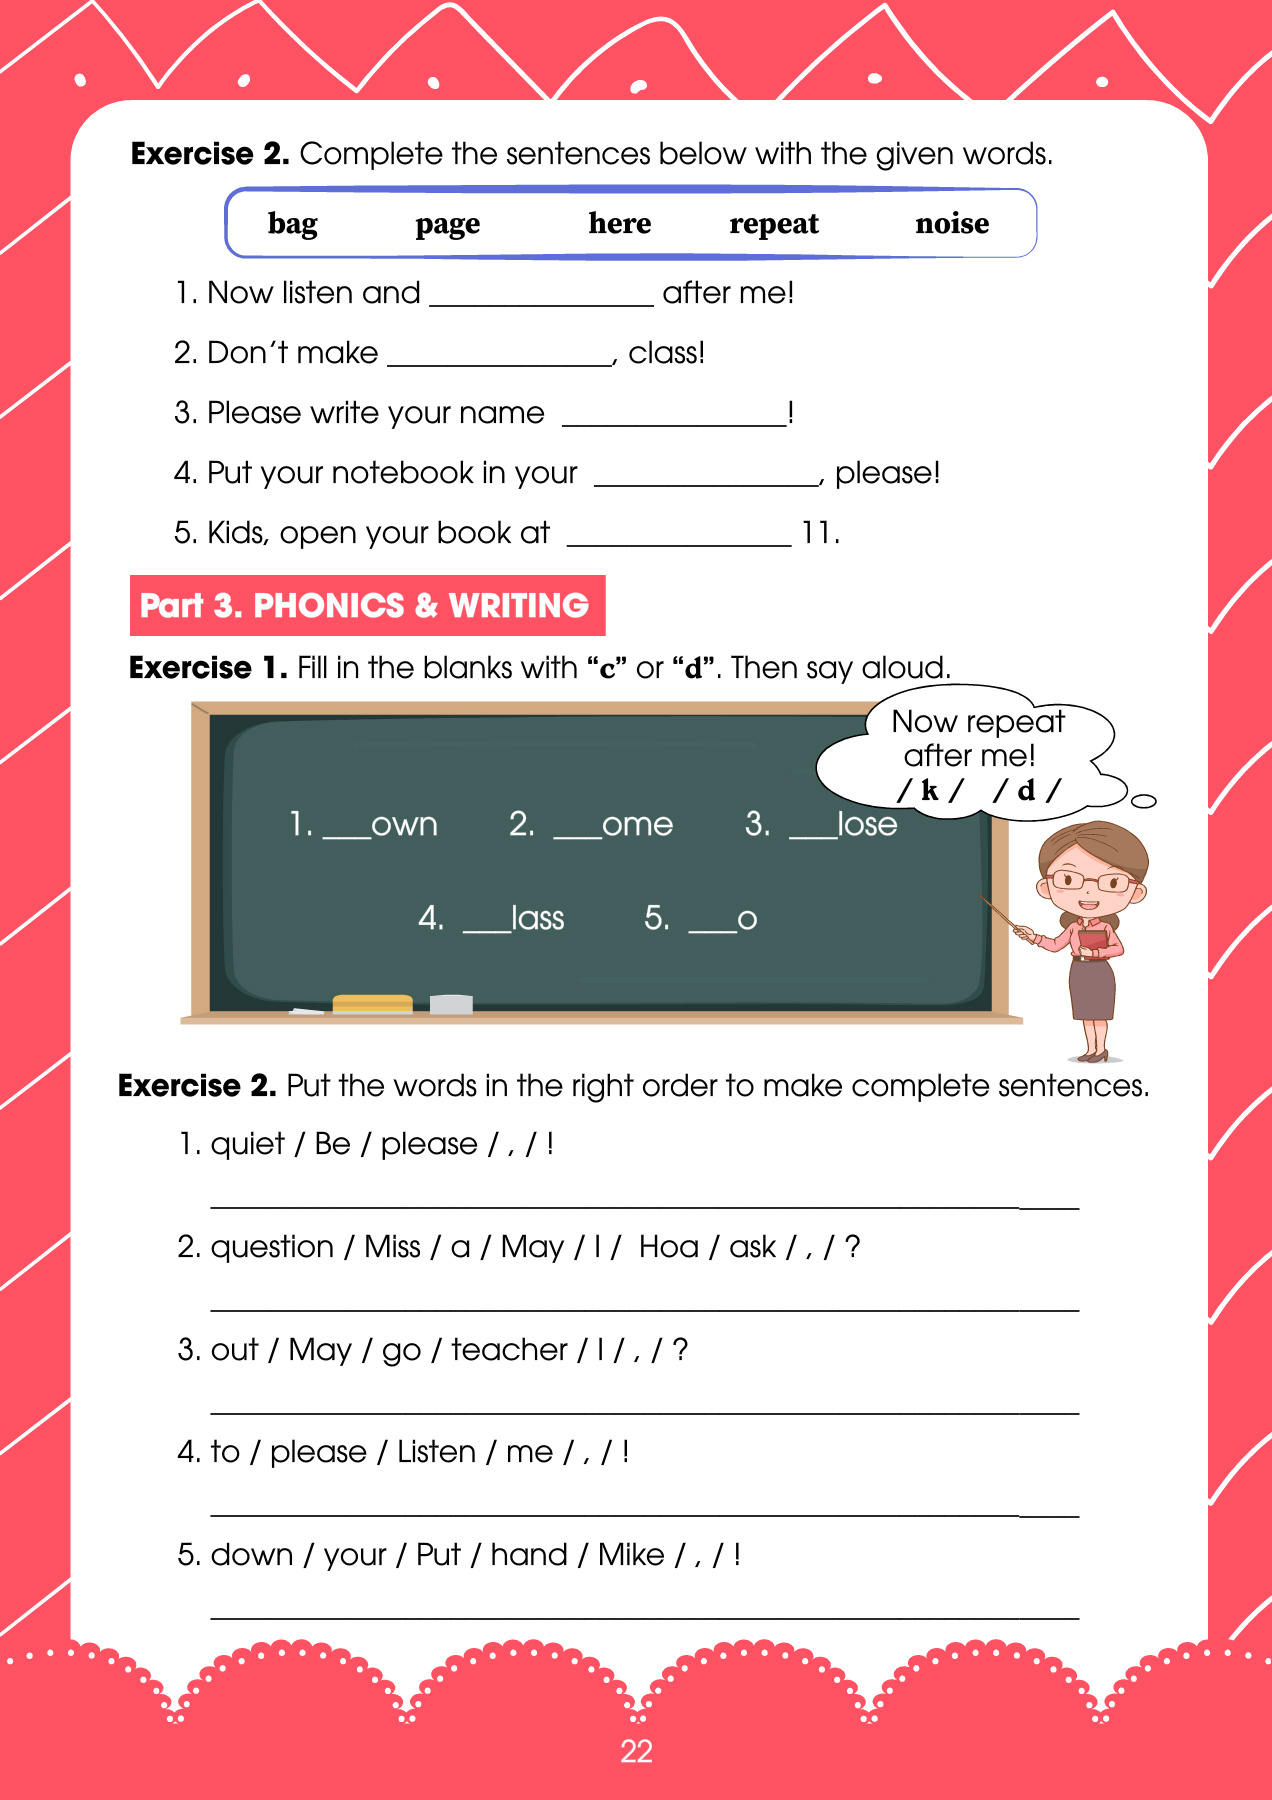 Exercise 2. Complete the sentences below with the given words.
bag page here repeat noise
1. Now listen and ______________ after me!
2. Don’t make ______________, class!
3. Please write your name ______________!
4. Put your notebook in your ______________, please!
5. Kids, open your book at ______________ 11.
Part 3. PHONICS & WRITING
Exercise 1. Fill in the blanks with “c” or “d”. Then say aloud.
Now repeat
after me!
/ k / / d /
1. ___own 2. ___ome 3. ___lose
4. ___lass 5. ___o
Exercise 2. Put the words in the right order to make complete sentences.
1. quiet / Be / please / , / !
2. question / Miss / a / May / I / Hoa / ask / , / ?
3. out / May / go / teacher / I / , / ?
4. to / please / Listen / me / , / !
5. down / your / Put / hand / Mike / , / !
22